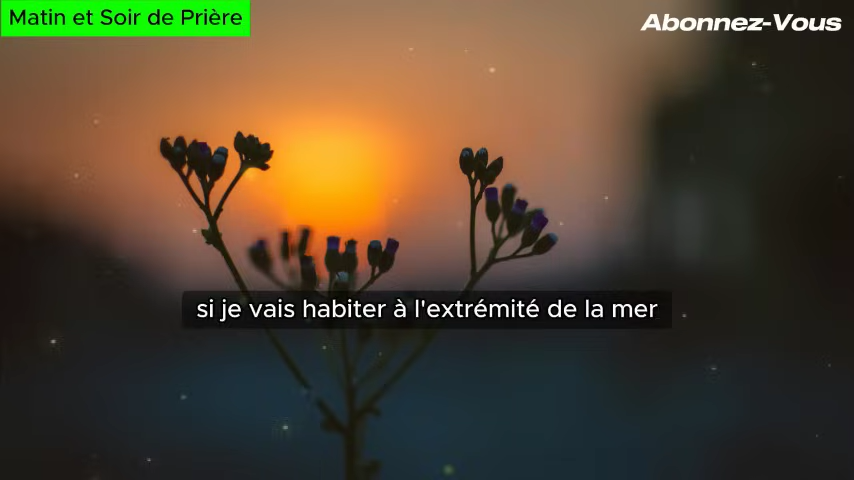 Matin et Soir de Prière
Abonnez-Vous
si je vais habiter à l'extrémité de la mer